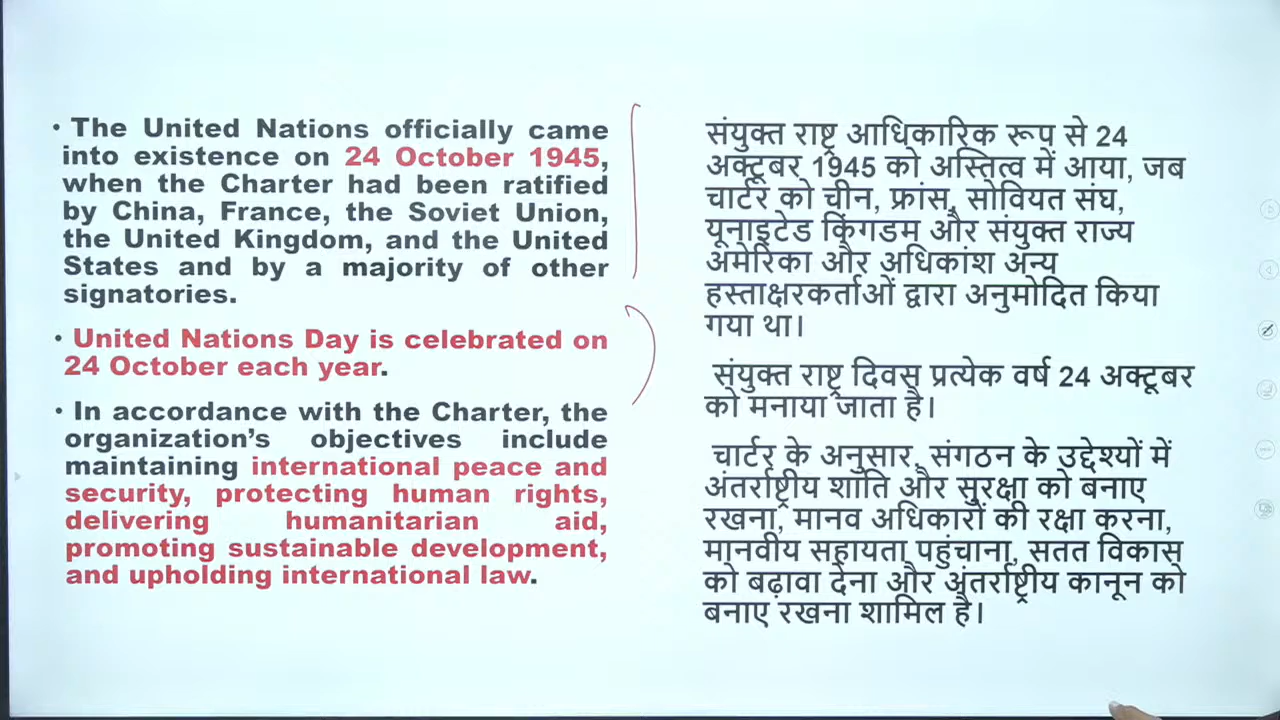 • The United Nations officially came
into existence on 24 October 1945,
when the Charter had been ratified
by China, France, the Soviet Union,
the United Kingdom, and the United
States and by a majority of other
signatories.
• United Nations Day is celebrated on
24 October each year.
• In accordance with the Charter, the
organization's objectives include
maintaining international peace and
security, protecting human rights,
delivering humanitarian aid,
promoting sustainable development,
and upholding international law.
संयुक्त राष्ट्र आधिकारिक रूप से 24
अक्टूबर 1945 को अस्तित्व में आया, जब
चार्टर को चीन, फ्रांस, सोवियत संघ,
यूनाइटेड किंगडम और संयुक्त राज्य
अमेरिका और अधिकांश अन्य
हस्ताक्षरकर्ताओं द्वारा अनुमोदित किया
गया था।
संयुक्त राष्ट्र दिवस प्रत्येक वर्ष 24 अक्टूबर
को मनाया जाता है।
चार्टर के अनुसार, संगठन के उद्देश्यों में
अंतर्राष्ट्रीय शांति और सुरक्षा को बनाए
रखना, मानव अधिकारों की रक्षा करना,
मानवीय सहायता पहुंचाना, सतत विकास
को बढ़ावा देना और अंतर्राष्ट्रीय कानून को
बनाए रखना शामिल है।